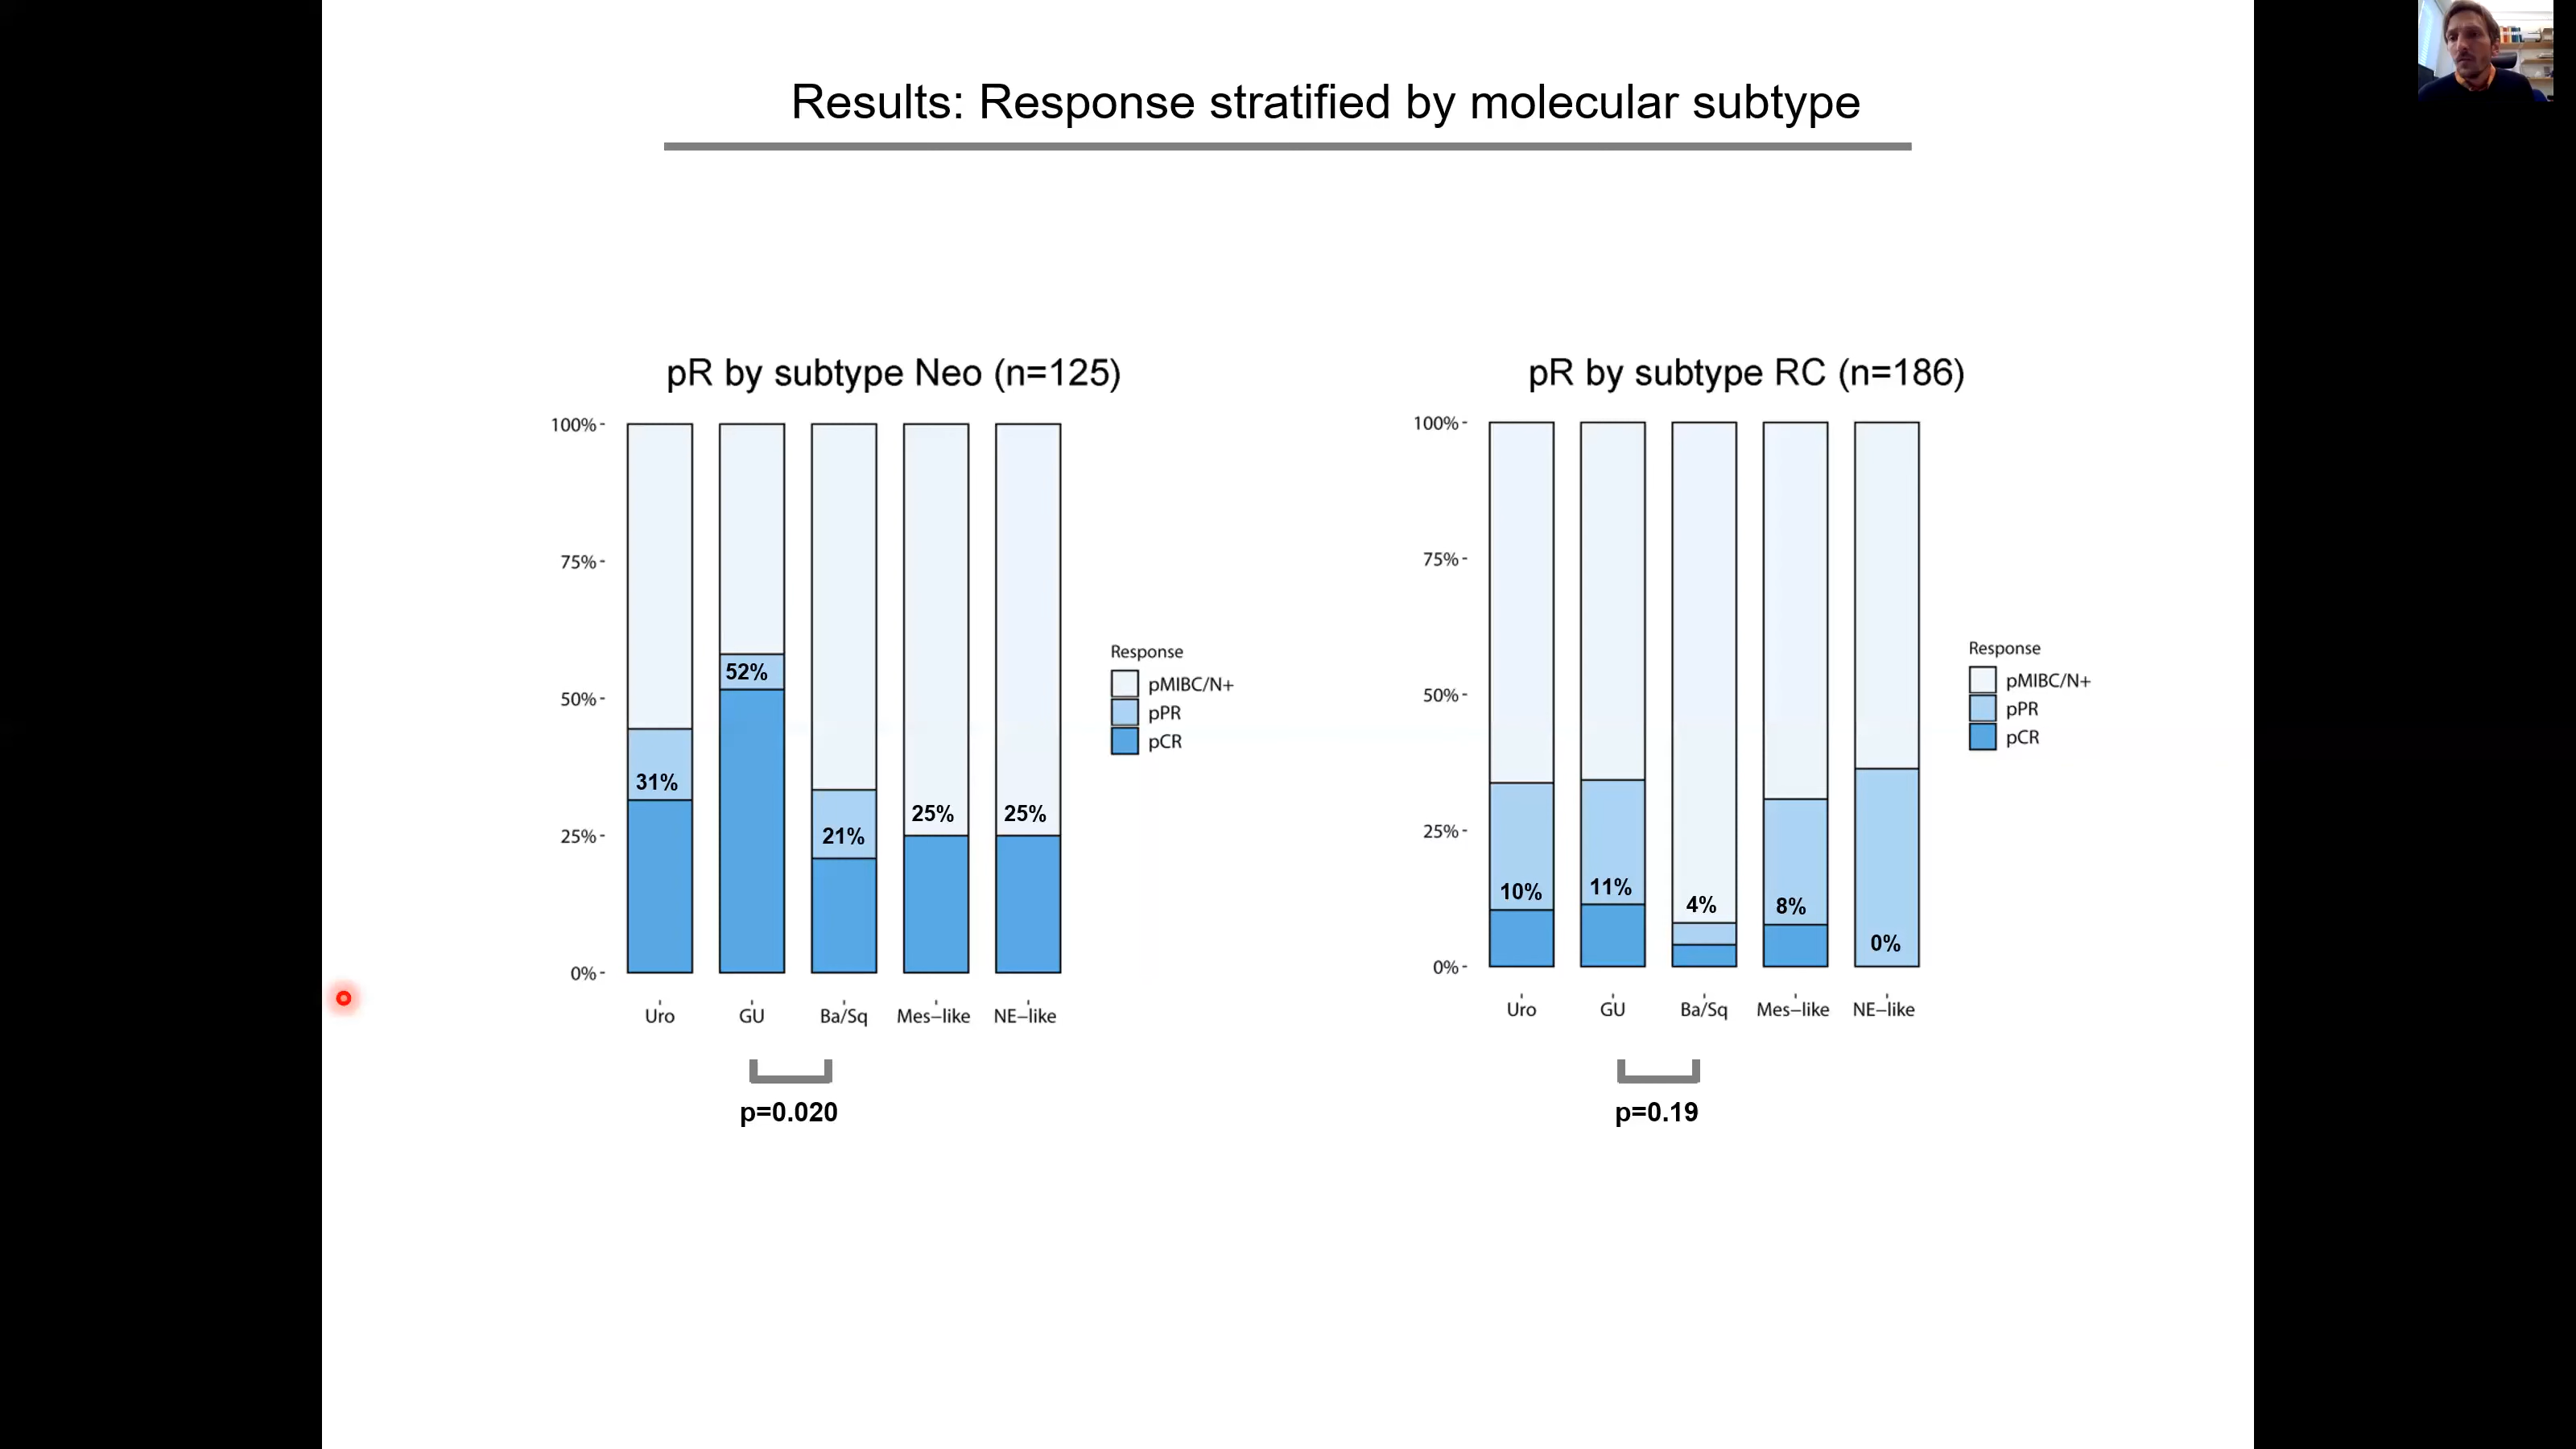 Results: Response stratified by molecular subtype
pR by subtype Neo (n=125)
100%
75%
50%
25%
0%
31%
52%
21%
25%
25%
Uro
GU
Ba/Sq
Mes–like
NE–like
Response
pMIBC/N+
pPR
pCR
p=0.020
pR by subtype RC (n=186)
100%
75%
50%
25%
0%
10%
11%
4%
8%
0%
Uro
GU
Ba/Sq
Mes–like
NE–like
Response
pMIBC/N+
pPR
pCR
p=0.19